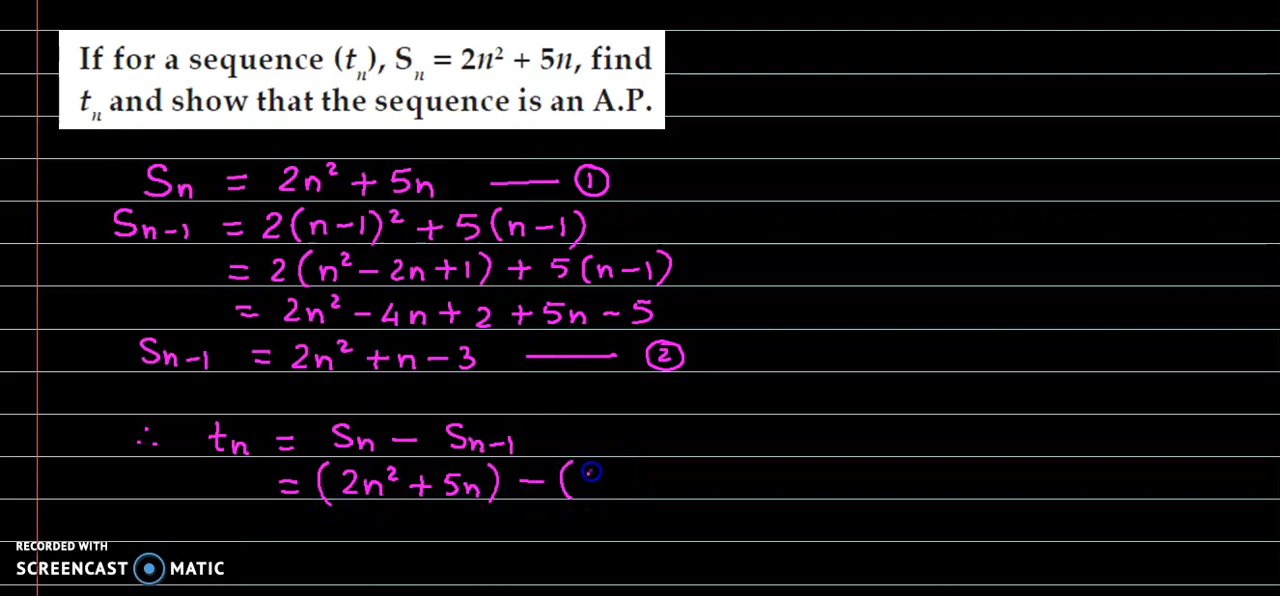 If for a sequence (tₙ), Sₙ = 2n² + 5n, find
tₙ and show that the sequence is an A.P.
Sn = 2n² + 5n —— ①
Sn-1 = 2(n-1)² + 5(n-1)
= 2(n² - 2n+1) + 5(n-1)
= 2n² - 4n + 2 + 5n - 5
Sn-1 = 2n² + n - 3 —— ②
∴ tn = Sn - Sn-1
= (2n² + 5n) - (
RECORDED WITH
SCREENCAST MATIC